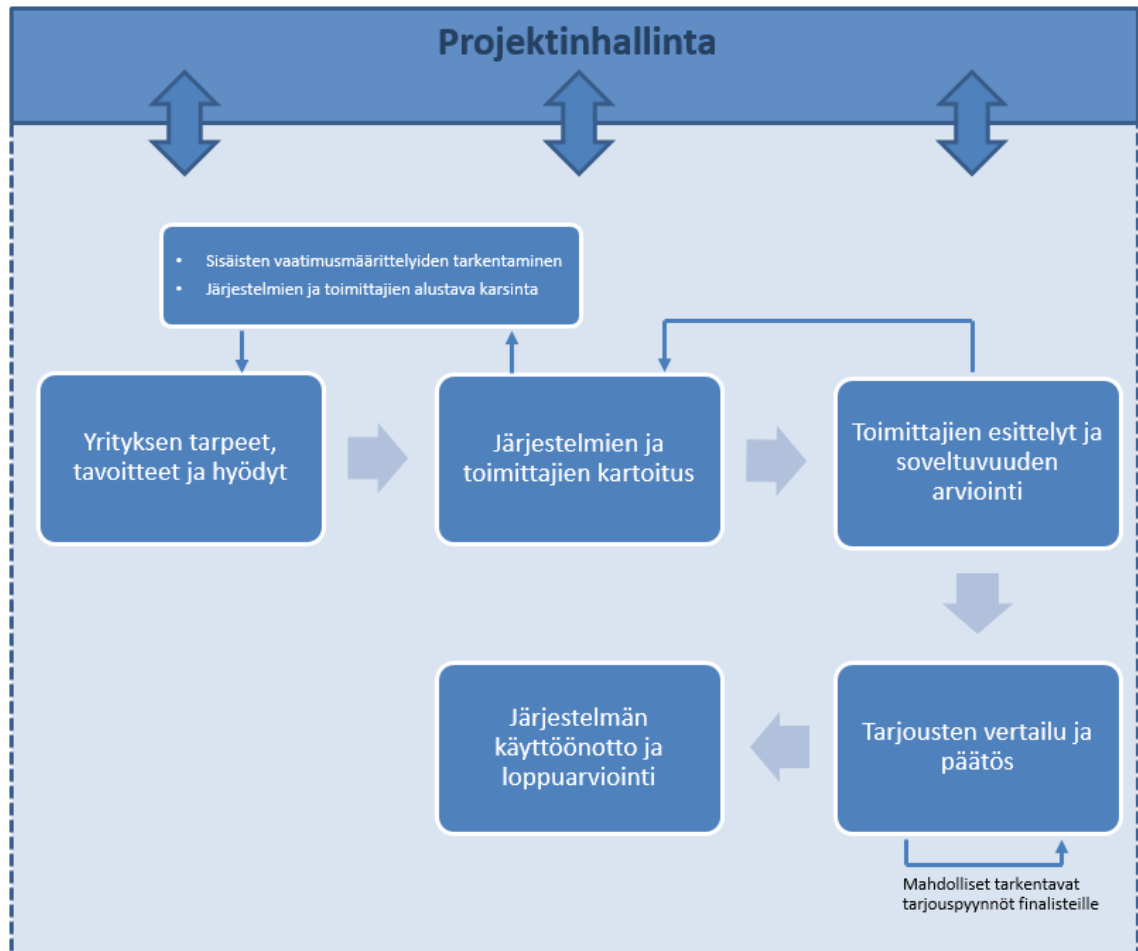 Projektinhallinta
• Sisäisten vaatimusmäärittelyiden tarkentaminen
• Järjestelmien ja toimittajien alustava karsinta
Yrityksen tarpeet,
tavoitteet ja hyödyt
Järjestelmien ja
toimittajien kartoitus
Toimittajien esittelyt ja
soveltuvuuden
arviointi
Järjestelmän
käyttöönotto ja
loppuarviointi
Tarjousten vertailu ja
päätös
Mahdolliset tarkentavat
tarjouspyynnöt finalisteille